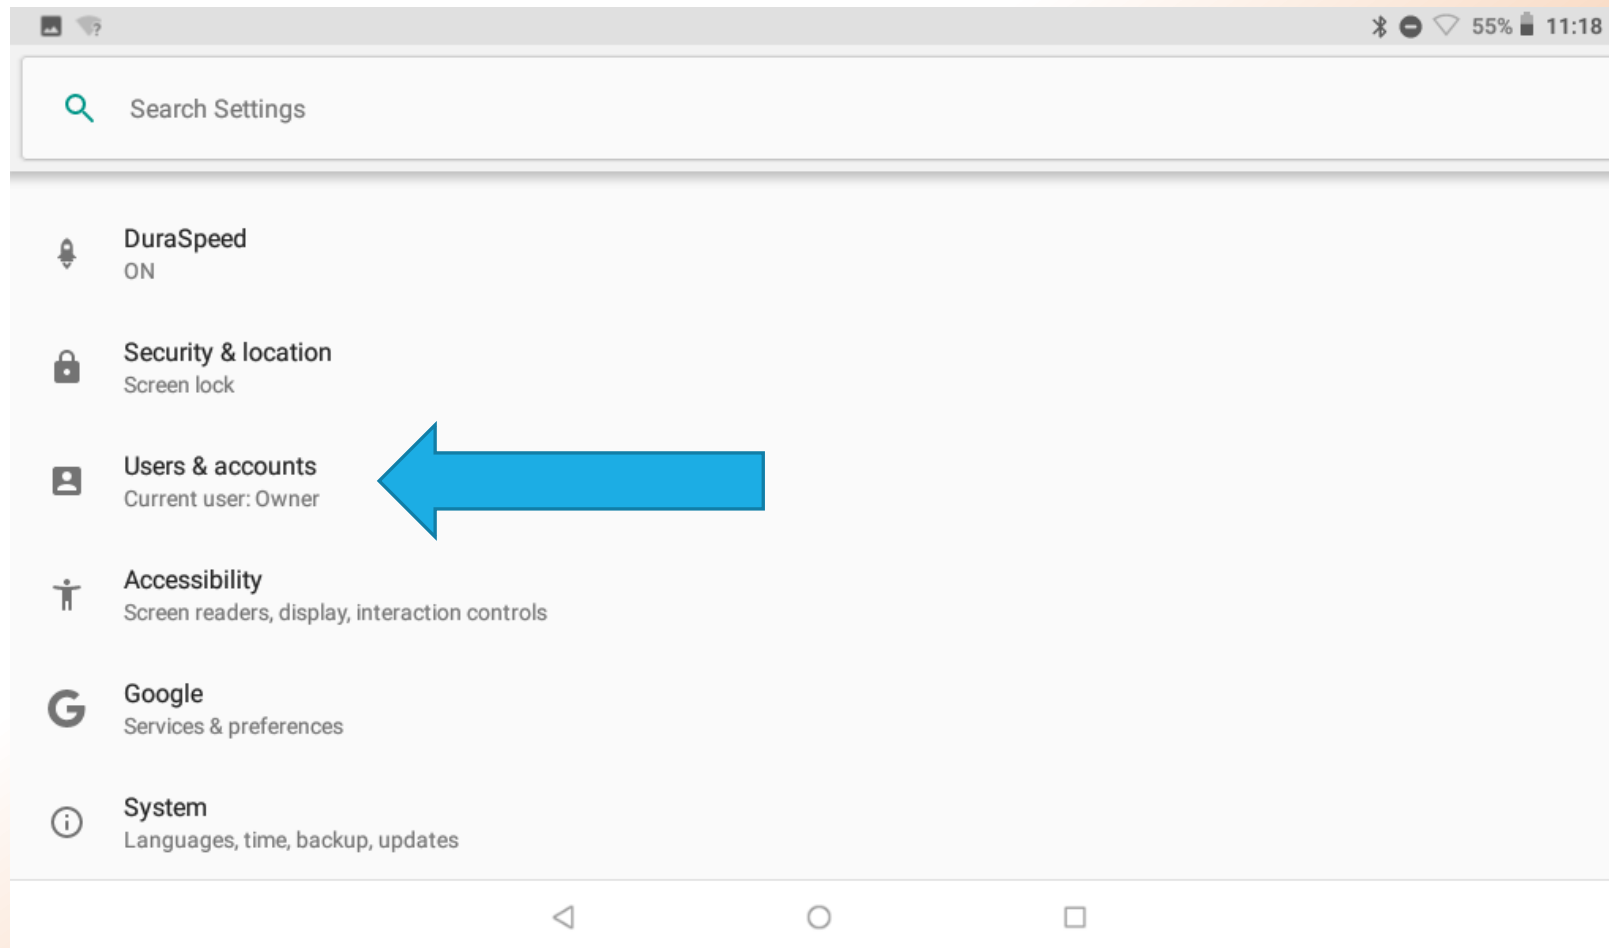 55% 11:18
Search Settings
DuraSpeed
ON
Security & location
Screen lock
Users & accounts
Current user: Owner
Accessibility
Screen readers, display, interaction controls
Google
Services & preferences
System
Languages, time, backup, updates